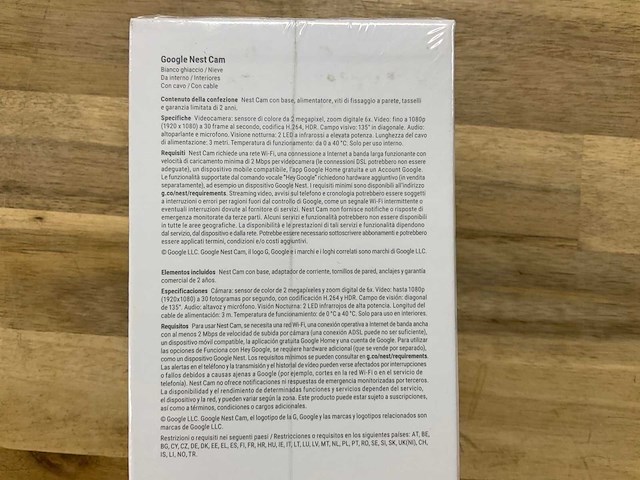 Google Nest Cam
Bianco ghiaccio / Nieve
Da interno / Interiores
Con cavo / Con cable
Contenuto della confezione Nest Cam con base, alimentatore, viti di fissaggio a parete, tasselli
e garanzia limitata di 2 anni.
Specifiche Videocamera: sensore di colore da 2 megapixel, zoom digitale 6x. Video: fino a 1080p
(1920 x 1080) a 30 frame al secondo, codifica H.264, HDR. Campo visivo: 135° in diagonale. Audio:
altoparlante e microfono. Visione notturna: 2 LED a infrarossi a elevata potenza. Lunghezza del cavo
di alimentazione: 3 metri. Temperatura di funzionamento: da 0 a 40 °C. Solo per uso interno.
Requisiti Nest Cam richiede una rete Wi-Fi, una connessione a Internet a banda larga funzionante con
velocità di caricamento minima di 2 Mbps per videocamera (le connessioni DSL potrebbero non essere
adeguate), un dispositivo mobile compatibile, l'app Google Home gratuita e un Account Google.
Le funzionalità supportate dal comando vocale "Hey Google" richiedono hardware aggiuntivo (in vendita
separatamente), ad esempio un dispositivo Google Nest. I requisiti minimi sono disponibili all'indirizzo
g.co/nest/requirements. Streaming video, avvisi sul telefono e cronologia potrebbero essere soggetti
a interruzioni o errori per ragioni fuori dal controllo di Google, come un segnale Wi-Fi intermittente o
eventuali interruzioni dovute al fornitore di servizi. Nest Cam non fornisce notifiche o risposte di
emergenza monitorate da terze parti. Alcuni servizi e funzionalità potrebbero non essere disponibili
in tutte le aree geografiche. La disponibilità e le prestazioni di tali servizi e funzionalità dipendono
dal servizio, dal dispositivo e dalla rete. Potrebbe essere necessario sottoscrivere abbonamenti e potrebbero
essere applicati termini, condizioni e/o costi aggiuntivi.
© Google LLC. Google Nest Cam, il logo G, Google e i marchi e i loghi correlati sono marchi di Google LLC.
Elementos incluidos Nest Cam con base, adaptador de corriente, tornillos de pared, anclajes y garantía
comercial de 2 años.
Especificaciones Cámara: sensor de color de 2 megapíxeles y zoom digital de 6x. Vídeo: hasta 1080p
(1920x1080) a 30 fotogramas por segundo, con codificación H.264 y HDR. Campo de visión: diagonal
de 135°. Audio: altavoz y micrófono. Visión Nocturna: 2 LED infrarrojos de alta potencia. Longitud del
cable de alimentación: 3 m. Temperatura de funcionamiento: de 0 °C a 40 °C. Solo para uso en interiores.
Requisitos Para usar Nest Cam, se necesita una red Wi-Fi, una conexión operativa a Internet de banda ancha
con al menos 2 Mbps de velocidad de subida por cámara (una conexión ADSL puede no ser suficiente),
un dispositivo móvil compatible, la aplicación gratuita Google Home y una cuenta de Google. Para utilizar
las opciones de Funciona con Hey Google, se requiere hardware adicional (que se vende por separado),
como un dispositivo Google Nest. Los requisitos mínimos se pueden consultar en g.co/nest/requirements.
Las alertas en el teléfono y la transmisión y el historial de vídeo pueden verse afectados por interrupciones
o fallos debidos a causas ajenas a Google (por ejemplo, cortes en la red Wi-Fi o en el servicio de
telefonía). Nest Cam no ofrece notificaciones ni respuestas de emergencia monitorizadas por terceros.
La disponibilidad y el rendimiento de determinadas funciones y servicios dependen del servicio,
el dispositivo y la red, y pueden variar según la zona. Este producto puede estar sujeto a suscripciones,
así como a términos, condiciones o cargos adicionales.
© Google LLC. Google Nest Cam, el logotipo de la G, Google y las marcas y logotipos relacionados son
marcas de Google LLC.
Restrizioni o requisiti nei seguenti paesi / Restricciones o requisitos en los siguientes países: AT, BE,
BG, CY, CZ, DE, DK, EE, EL, ES, FI, FR, HR, HU, IE, IT, LT, LU, LV, MT, NL, PL, PT, RO, SE, SI, SK, UK(NI), CH,
IS, LI, NO, TR.